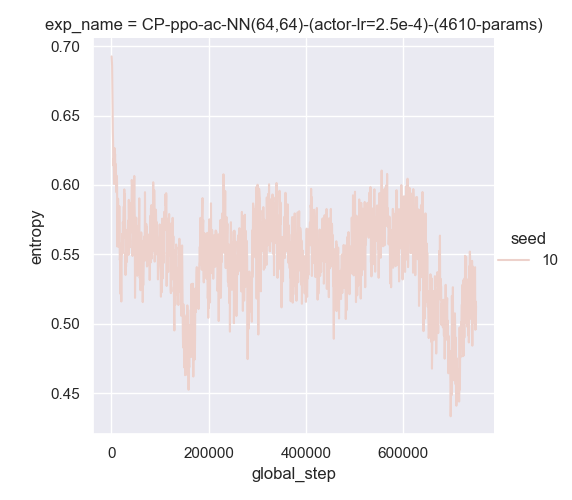 exp_name = CP-ppo-ac-NN(64,64)-(actor-lr=2.5e-4)-(4610-params)
0.70
0.65
0.60
0.55
0.50
0.45
entropy
0
200000
400000
600000
global_step
seed
10